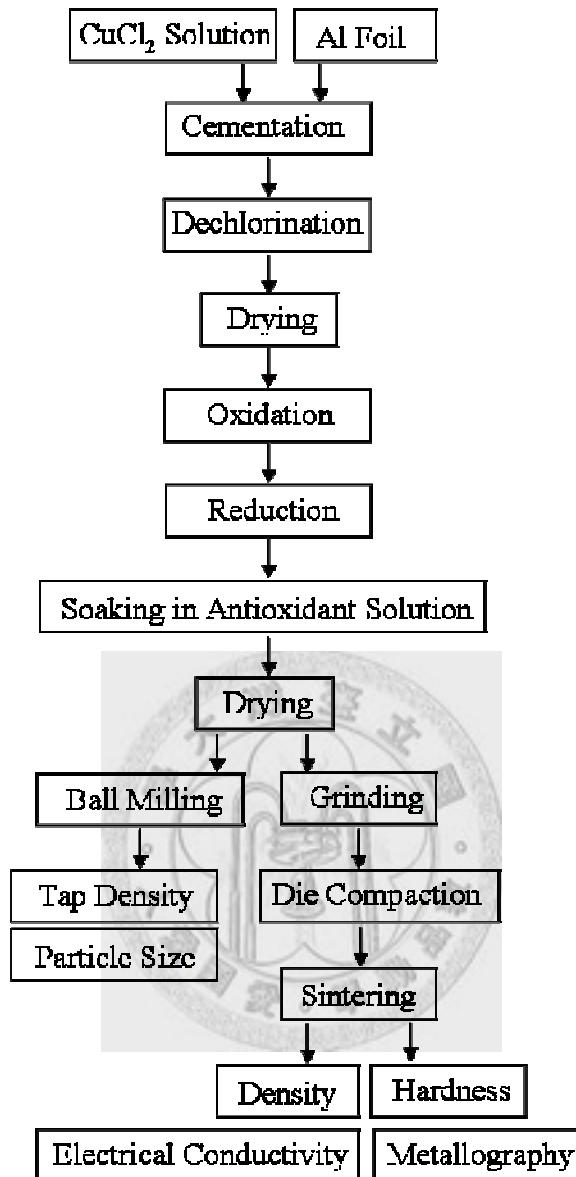 CuCl₂ Solution
Al Foil
Cementation
Dechlorination
Drying
Oxidation
Reduction
Soaking in Antioxidant Solution
Drying
Ball Milling
Grinding
Tap Density
Die Compaction
Particle Size
Sintering
Density
Hardness
Electrical Conductivity
Metallography